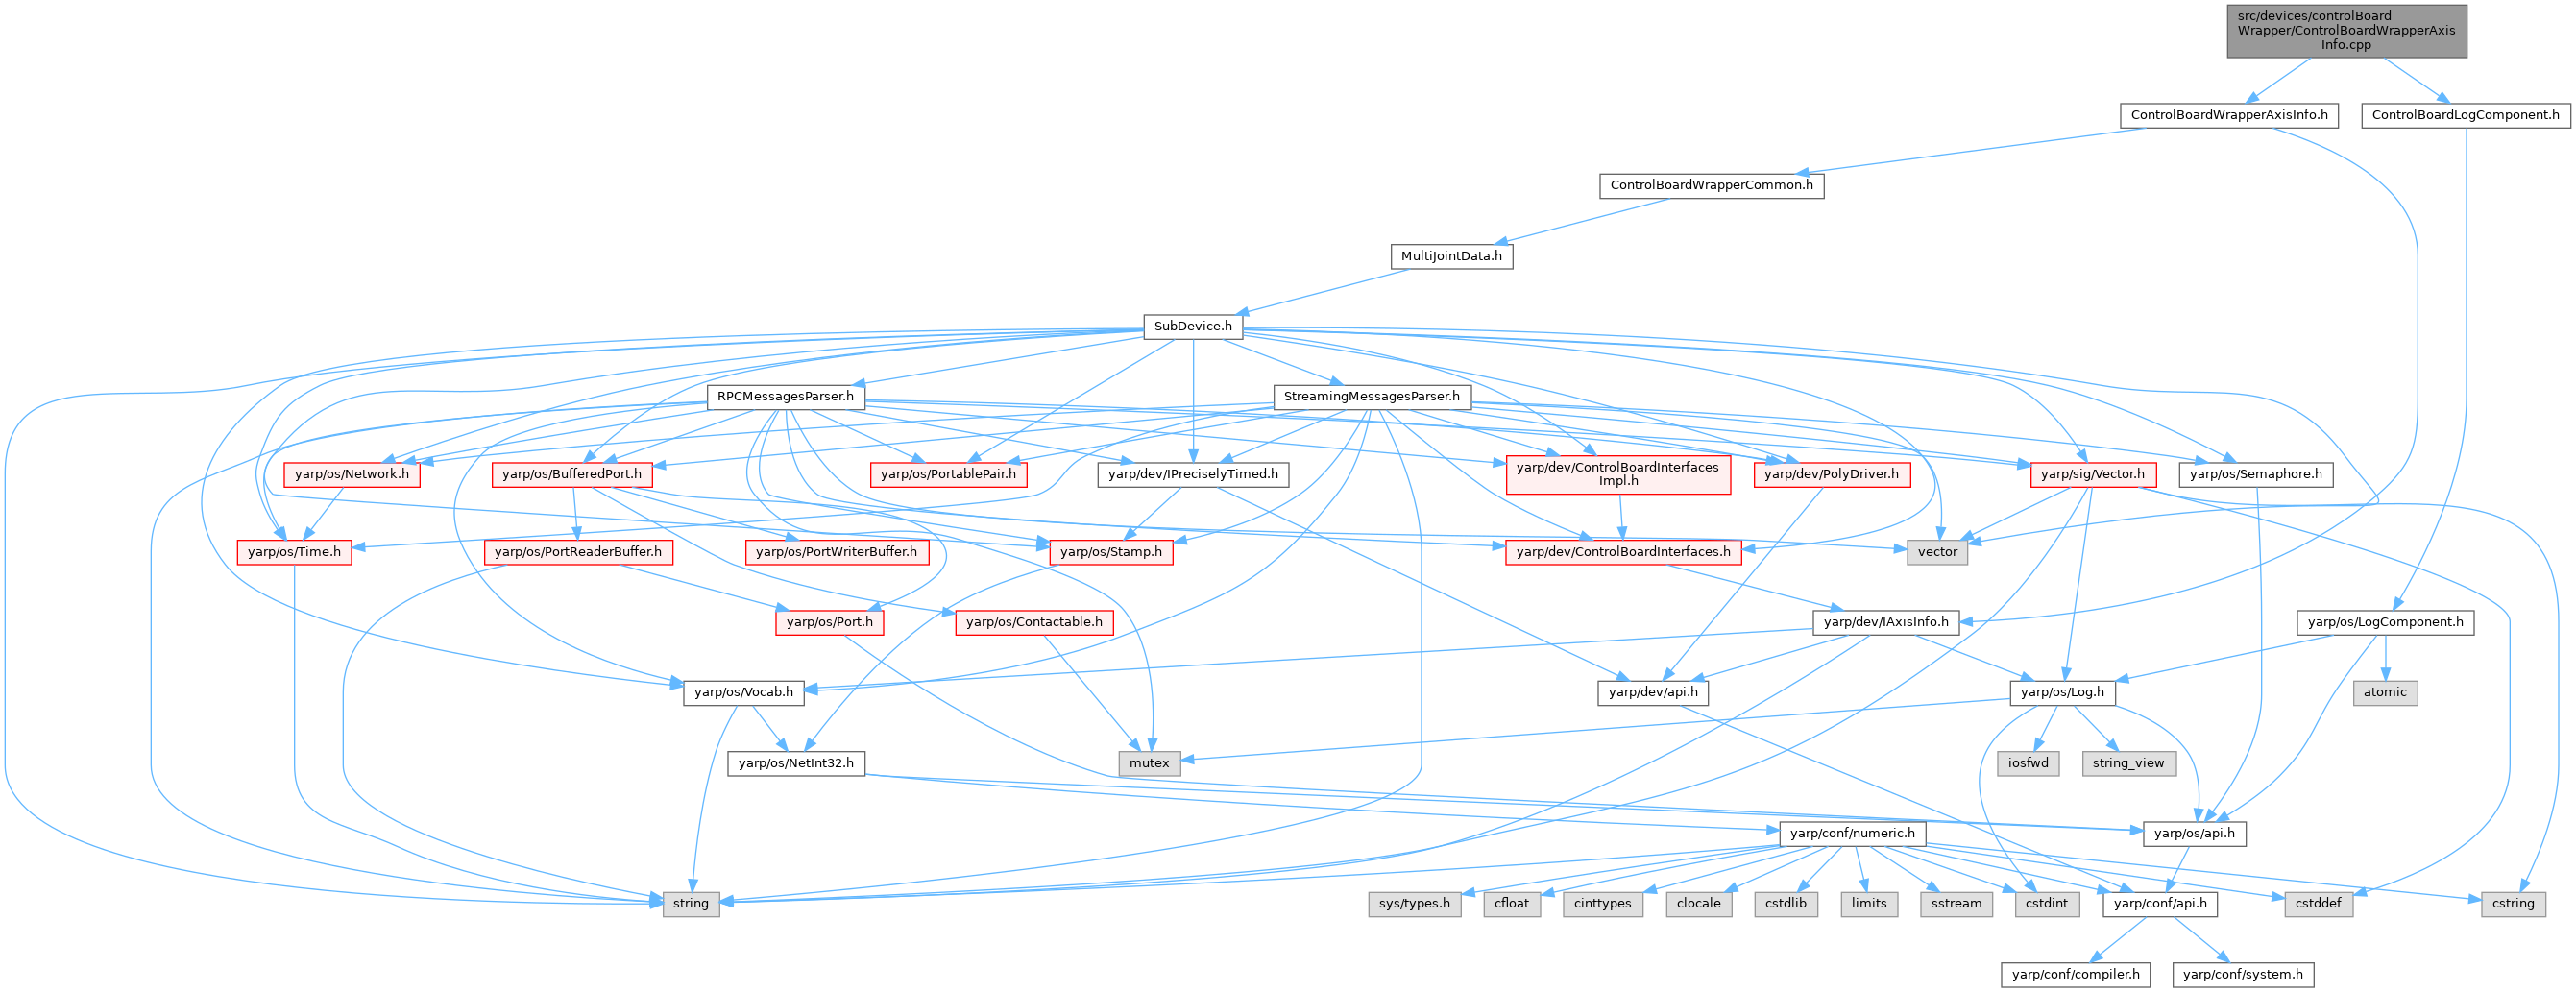 src/devices/controlBoard
Wrapper/ControlBoardWrapperAxis
Info.cpp
ControlBoardWrapperAxisInfo.h
ControlBoardLogComponent.h
ControlBoardWrapperCommon.h
MultiJointData.h
SubDevice.h
RPCMessagesParser.h
StreamingMessagesParser.h
yarp/os/Network.h
yarp/os/BufferedPort.h
yarp/os/PortablePair.h
yarp/dev/IPreciselyTimed.h
yarp/dev/ControlBoardInterfaces
Impl.h
yarp/dev/PolyDriver.h
yarp/sig/Vector.h
yarp/os/Semaphore.h
yarp/os/Time.h
yarp/os/PortReaderBuffer.h
yarp/os/PortWriterBuffer.h
yarp/os/Stamp.h
yarp/dev/ControlBoardInterfaces.h
vector
yarp/os/Port.h
yarp/os/Contactable.h
yarp/dev/IAxisInfo.h
yarp/os/LogComponent.h
yarp/os/Vocab.h
yarp/dev/api.h
yarp/os/Log.h
atomic
yarp/os/NetInt32.h
mutex
iosfwd
string_view
yarp/conf/numeric.h
yarp/os/api.h
string
sys/types.h
cfloat
cinttypes
clocale
cstdlib
limits
sstream
cstdint
yarp/conf/api.h
cstddef
cstring
yarp/conf/compiler.h
yarp/conf/system.h